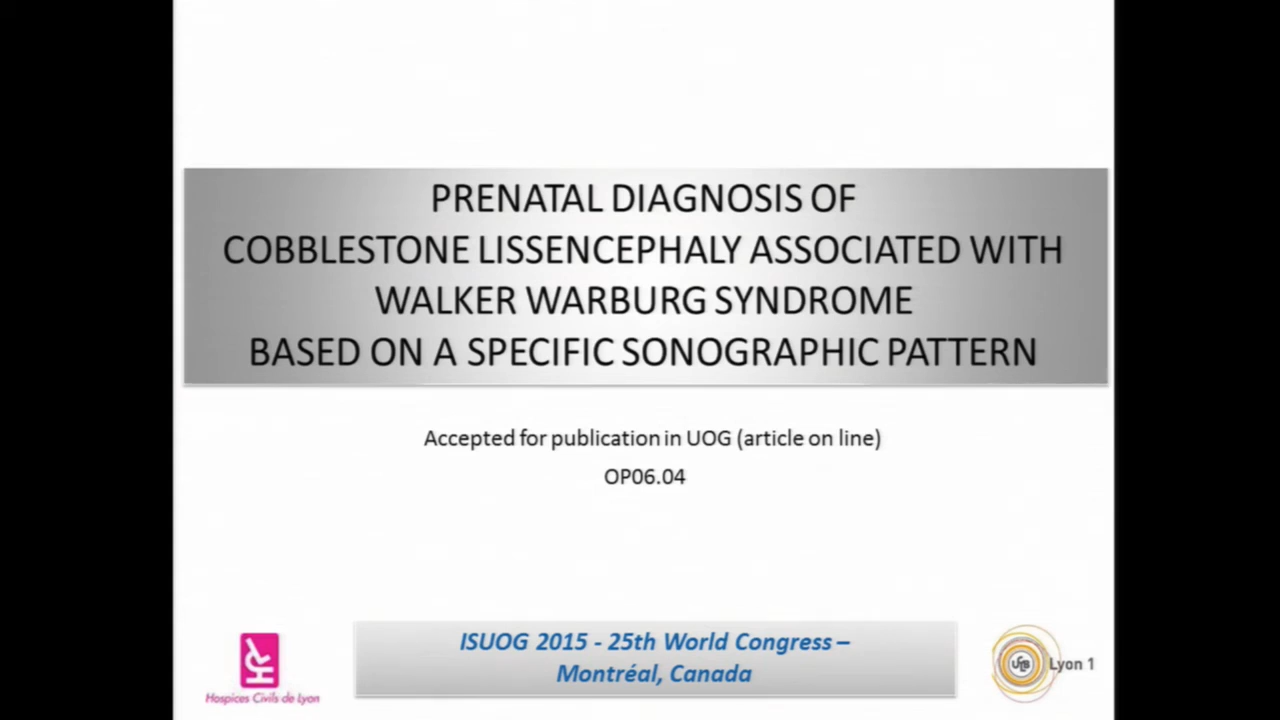 PRENATAL DIAGNOSIS OF
COBBLESTONE LISSENCEPHALY ASSOCIATED WITH
WALKER WARBURG SYNDROME
BASED ON A SPECIFIC SONOGRAPHIC PATTERN
Accepted for publication in UOG (article on line)
OP06.04
ISUOG 2015 - 25th World Congress –
Montréal, Canada
Hospices Civils de Lyon
UCLB
Lyon 1